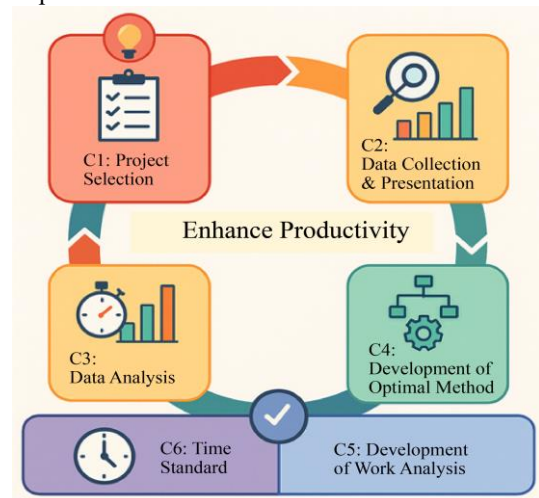 C1: Project
Selection
C2:
Data Collection
& Presentation
Enhance Productivity
C3:
Data Analysis
C4:
Development of
Optimal Method
C6: Time
Standard
C5: Development
of Work Analysis